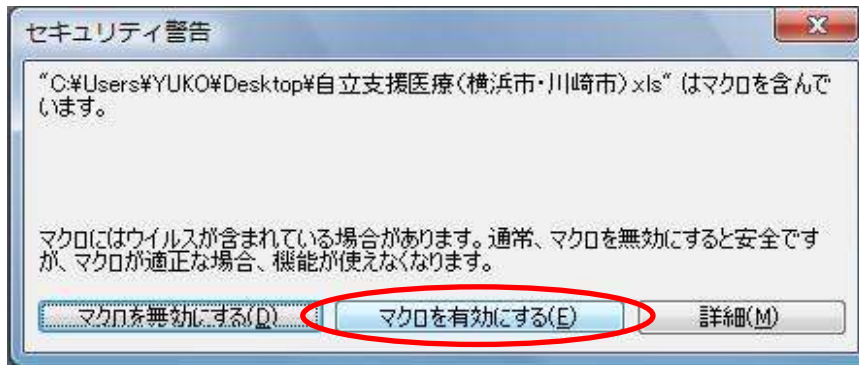 セキュリティ警告
"C:¥Users¥YUKO¥Desktop¥自立支援医療（横浜市・川崎市）.xls" はマクロを含んで
います。
マクロにはウイルスが含まれている場合があります。通常、マクロを無効にすると安全です
が、マクロが適正な場合、機能が使えなくなります。
マクロを無効にする(D) マクロを有効にする(E) 詳細(M)